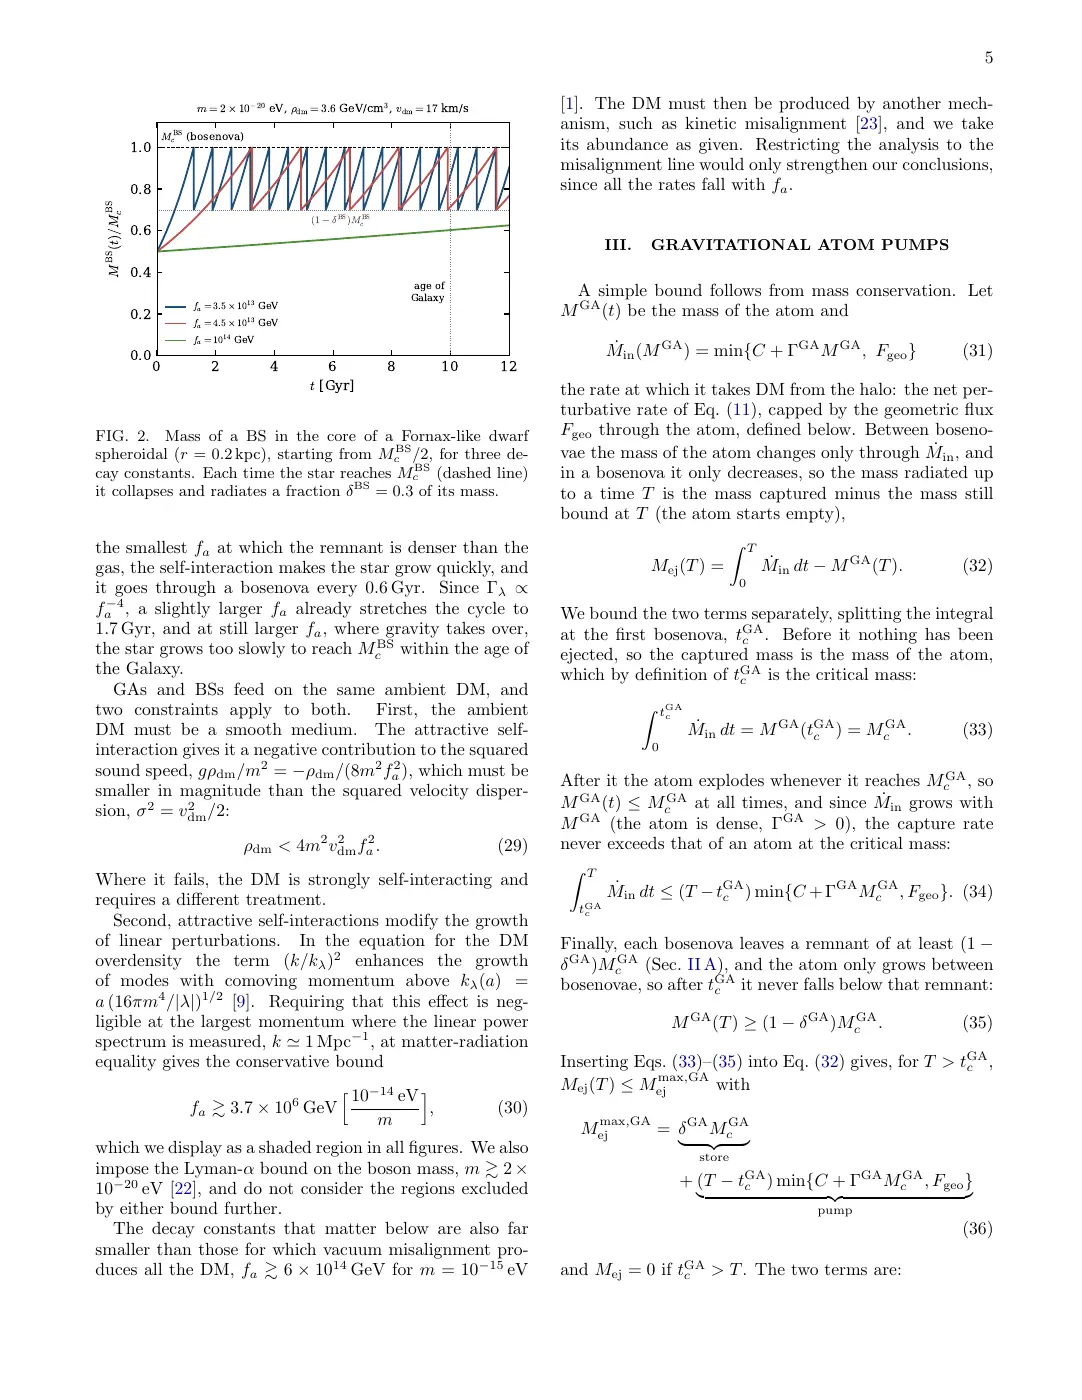 5
m = 2 × 10⁻²⁰ eV, ρ_dm = 3.6 GeV/cm³, v_dm = 17 km/s
M_c^BS (bosenova)
1.0
0.8
0.6
0.4
0.2
0.0
M^BS(t)/M_c^BS
(1 − δ^BS)M_c^BS
age of
Galaxy
f_a = 3.5 × 10¹³ GeV
f_a = 4.5 × 10¹³ GeV
f_a = 10¹⁴ GeV
0 2 4 6 8 10 12
t [Gyr]
FIG. 2. Mass of a BS in the core of a Fornax-like dwarf
spheroidal (r = 0.2 kpc), starting from M_c^BS/2, for three de-
cay constants. Each time the star reaches M_c^BS (dashed line)
it collapses and radiates a fraction δ^BS = 0.3 of its mass.
the smallest f_a at which the remnant is denser than the
gas, the self-interaction makes the star grow quickly, and
it goes through a bosenova every 0.6 Gyr. Since Γ_λ ∝
f_a^−4, a slightly larger f_a already stretches the cycle to
1.7 Gyr, and at still larger f_a, where gravity takes over,
the star grows too slowly to reach M_c^BS within the age of
the Galaxy.
GAs and BSs feed on the same ambient DM, and
two constraints apply to both. First, the ambient
DM must be a smooth medium. The attractive self-
interaction gives it a negative contribution to the squared
sound speed, gρ_dm/m² = −ρ_dm/(8m²f_a²), which must be
smaller in magnitude than the squared velocity disper-
sion, σ² = v_dm²/2:
ρ_dm < 4m²v_dm²f_a². (29)
Where it fails, the DM is strongly self-interacting and
requires a different treatment.
Second, attractive self-interactions modify the growth
of linear perturbations. In the equation for the DM
overdensity the term (k/k_λ)² enhances the growth
of modes with comoving momentum above k_λ(a) =
a (16πm⁴/|λ|)^1/2 [9]. Requiring that this effect is neg-
ligible at the largest momentum where the linear power
spectrum is measured, k ≃ 1 Mpc⁻¹, at matter-radiation
equality gives the conservative bound
f_a ≳ 3.7 × 10⁶ GeV [10⁻¹⁴ eV / m], (30)
which we display as a shaded region in all figures. We also
impose the Lyman-α bound on the boson mass, m ≳ 2 ×
10⁻²⁰ eV [22], and do not consider the regions excluded
by either bound further.
The decay constants that matter below are also far
smaller than those for which vacuum misalignment pro-
duces all the DM, f_a ≳ 6 × 10¹⁴ GeV for m = 10⁻¹⁵ eV
[1]. The DM must then be produced by another mech-
anism, such as kinetic misalignment [23], and we take
its abundance as given. Restricting the analysis to the
misalignment line would only strengthen our conclusions,
since all the rates fall with f_a.
III. GRAVITATIONAL ATOM PUMPS
A simple bound follows from mass conservation. Let
M^GA(t) be the mass of the atom and
Ṁ_in(M^GA) = min{C + Γ^GA M^GA, F_geo} (31)
the rate at which it takes DM from the halo: the net per-
turbative rate of Eq. (11), capped by the geometric flux
F_geo through the atom, defined below. Between boseno-
vae the mass of the atom changes only through Ṁ_in, and
in a bosenova it only decreases, so the mass radiated up
to a time T is the mass captured minus the mass still
bound at T (the atom starts empty),
M_ej(T) = ∫_0^T Ṁ_in dt − M^GA(T). (32)
We bound the two terms separately, splitting the integral
at the first bosenova, t_c^GA. Before it nothing has been
ejected, so the captured mass is the mass of the atom,
which by definition of t_c^GA is the critical mass:
∫_0^{t_c^GA} Ṁ_in dt = M^GA(t_c^GA) = M_c^GA. (33)
After it the atom explodes whenever it reaches M_c^GA, so
M^GA(t) ≤ M_c^GA at all times, and since Ṁ_in grows with
M^GA (the atom is dense, Γ^GA > 0), the capture rate
never exceeds that of an atom at the critical mass:
∫_{t_c^GA}^T Ṁ_in dt ≤ (T − t_c^GA) min{C + Γ^GA M_c^GA, F_geo}. (34)
Finally, each bosenova leaves a remnant of at least (1 −
δ^GA)M_c^GA (Sec. II A), and the atom only grows between
bosenovae, so after t_c^GA it never falls below that remnant:
M^GA(T) ≥ (1 − δ^GA)M_c^GA. (35)
Inserting Eqs. (33)–(35) into Eq. (32) gives, for T > t_c^GA,
M_ej(T) ≤ M_ej^max,GA with
M_ej^max,GA = δ^GA M_c^GA
store
+ (T − t_c^GA) min{C + Γ^GA M_c^GA, F_geo}
pump
(36)
and M_ej = 0 if t_c^GA > T. The two terms are: